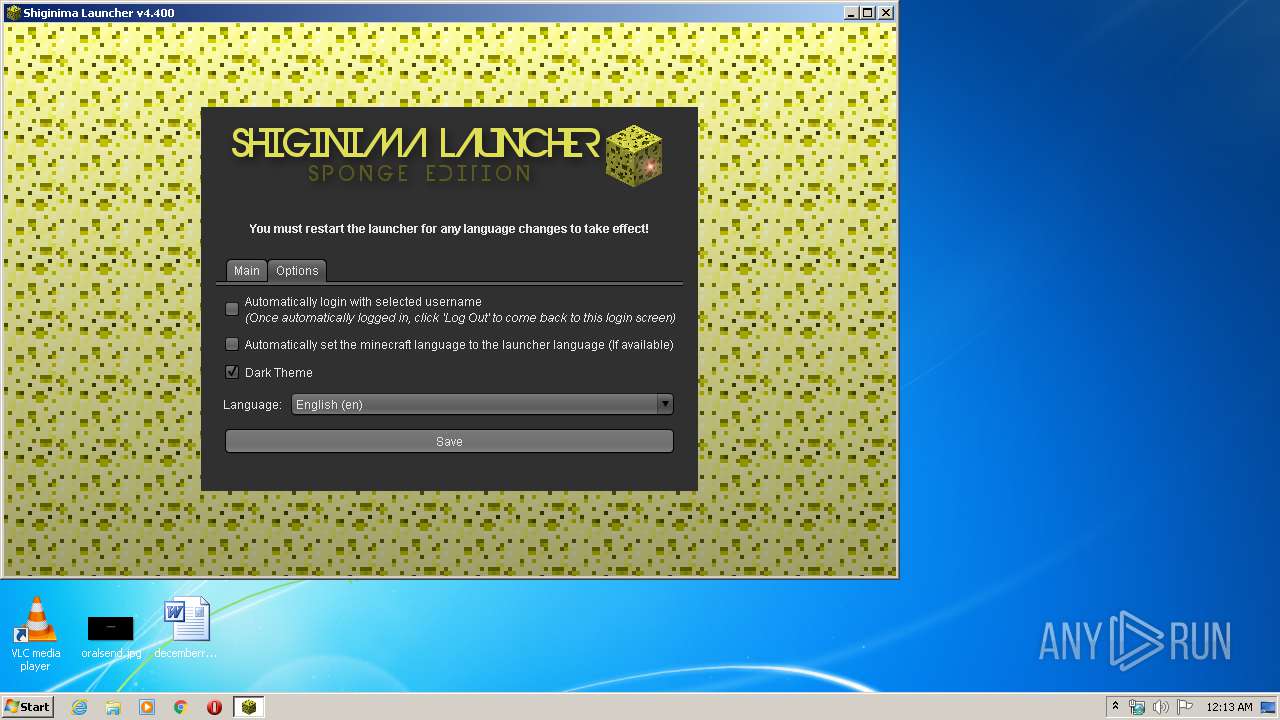 Shiginima Launcher v4.400
SHIGINIMA LAUNCHER
SPONGE EDITION
You must restart the launcher for any language changes to take effect!
Main
Options
Automatically login with selected username
(Once automatically logged in, click 'Log Out' to come back to this login screen)
Automatically set the minecraft language to the launcher language (If available)
Dark Theme
Language:
English (en)
Save
VLC media
player
oralsend.jpg
decemberr...
ANY RUN
Start
12:13 AM